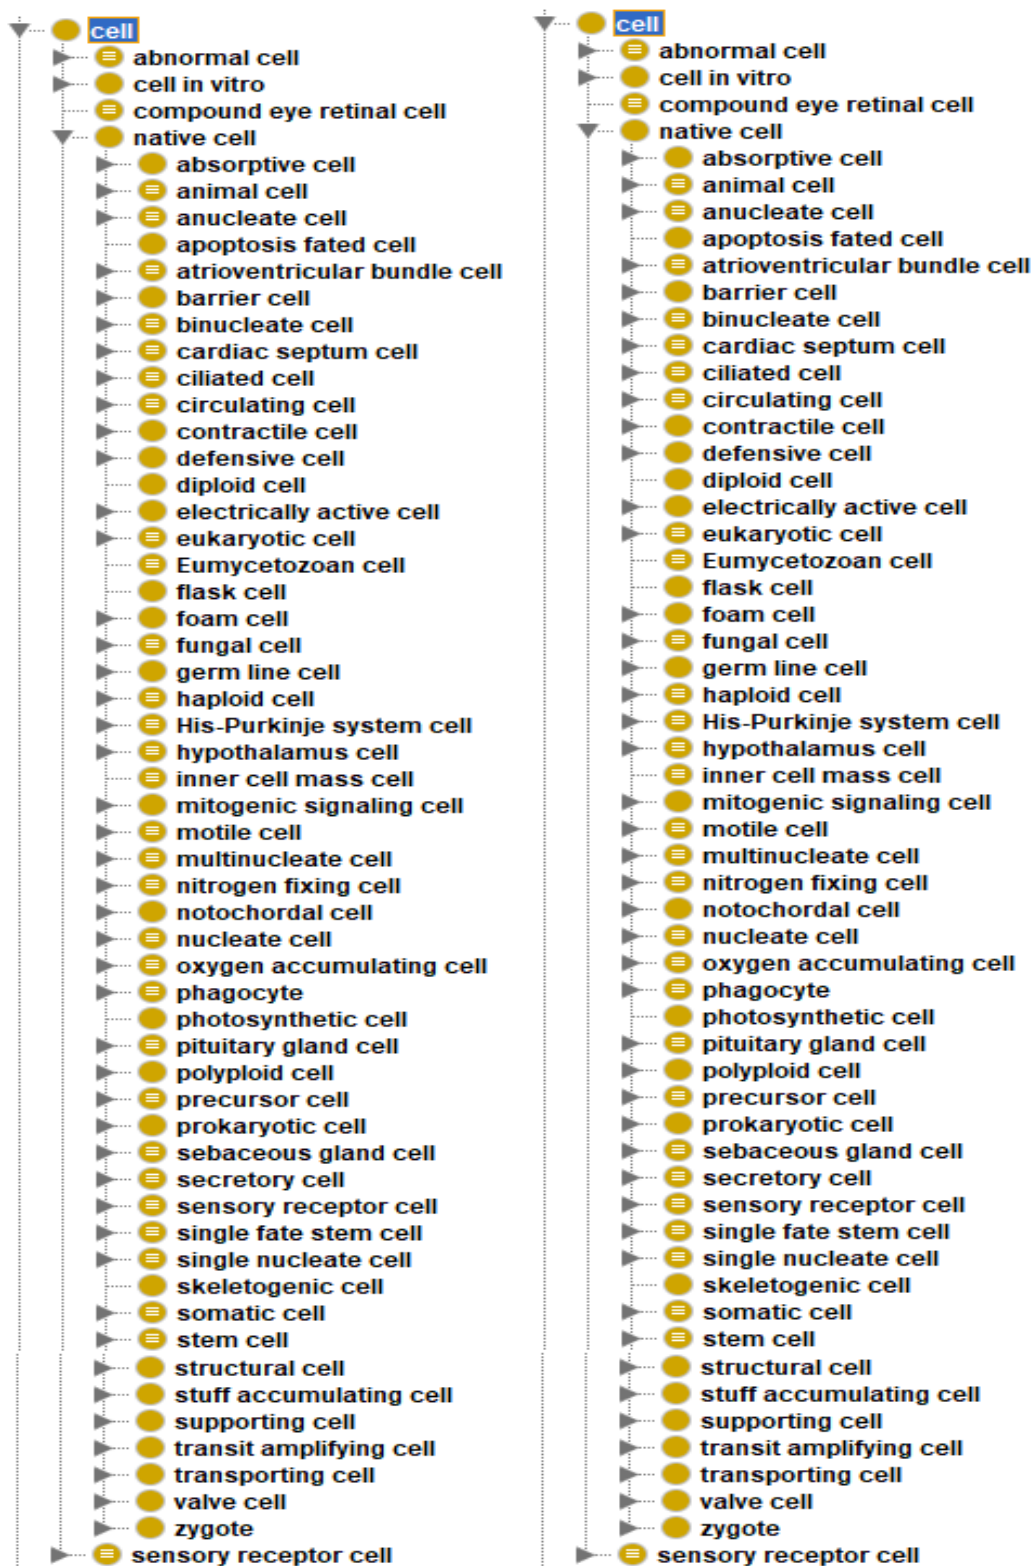 cell
abnormal cell
cell in vitro
compound eye retinal cell
native cell
absorptive cell
animal cell
anucleate cell
apoptosis fated cell
atrioventricular bundle cell
barrier cell
binucleate cell
cardiac septum cell
ciliated cell
circulating cell
contractile cell
defensive cell
diploid cell
electrically active cell
eukaryotic cell
Eumycetozoan cell
flask cell
foam cell
fungal cell
germ line cell
haploid cell
His-Purkinje system cell
hypothalamus cell
inner cell mass cell
mitogenic signaling cell
motile cell
multinucleate cell
nitrogen fixing cell
notochordal cell
nucleate cell
oxygen accumulating cell
phagocyte
photosynthetic cell
pituitary gland cell
polyploid cell
precursor cell
prokaryotic cell
sebaceous gland cell
secretory cell
sensory receptor cell
single fate stem cell
single nucleate cell
skeletogenic cell
somatic cell
stem cell
structural cell
stuff accumulating cell
supporting cell
transit amplifying cell
transporting cell
valve cell
zygote
sensory receptor cell
cell
abnormal cell
cell in vitro
compound eye retinal cell
native cell
absorptive cell
animal cell
anucleate cell
apoptosis fated cell
atrioventricular bundle cell
barrier cell
binucleate cell
cardiac septum cell
ciliated cell
circulating cell
contractile cell
defensive cell
diploid cell
electrically active cell
eukaryotic cell
Eumycetozoan cell
flask cell
foam cell
fungal cell
germ line cell
haploid cell
His-Purkinje system cell
hypothalamus cell
inner cell mass cell
mitogenic signaling cell
motile cell
multinucleate cell
nitrogen fixing cell
notochordal cell
nucleate cell
oxygen accumulating cell
phagocyte
photosynthetic cell
pituitary gland cell
polyploid cell
precursor cell
prokaryotic cell
sebaceous gland cell
secretory cell
sensory receptor cell
single fate stem cell
single nucleate cell
skeletogenic cell
somatic cell
stem cell
structural cell
stuff accumulating cell
supporting cell
transit amplifying cell
transporting cell
valve cell
zygote
sensory receptor cell